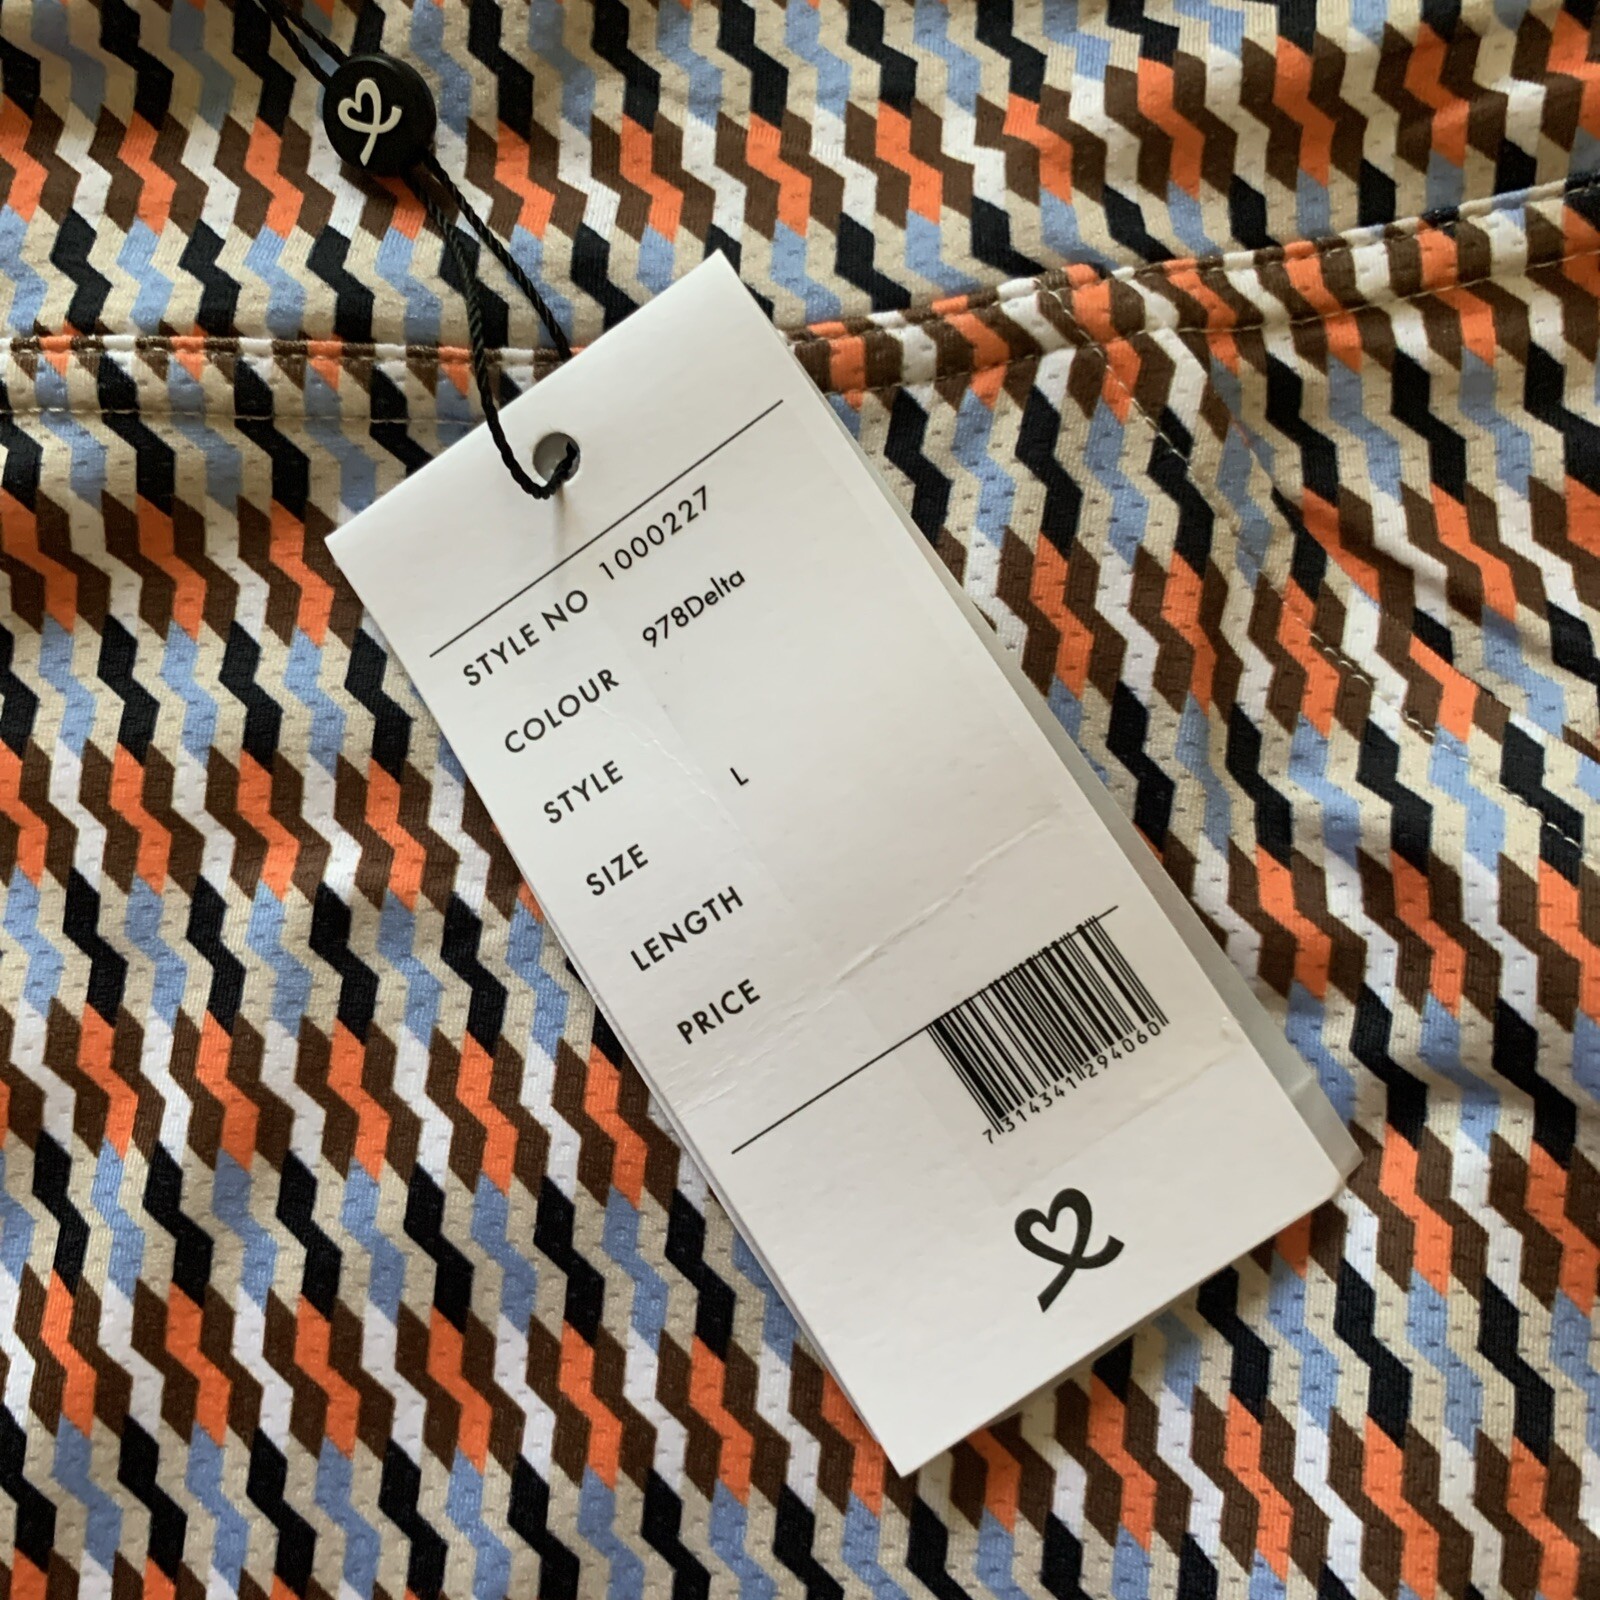 STYLE NO 1000227
COLOUR 978Delta
STYLE
SIZE L
LENGTH
PRICE
7314341294060